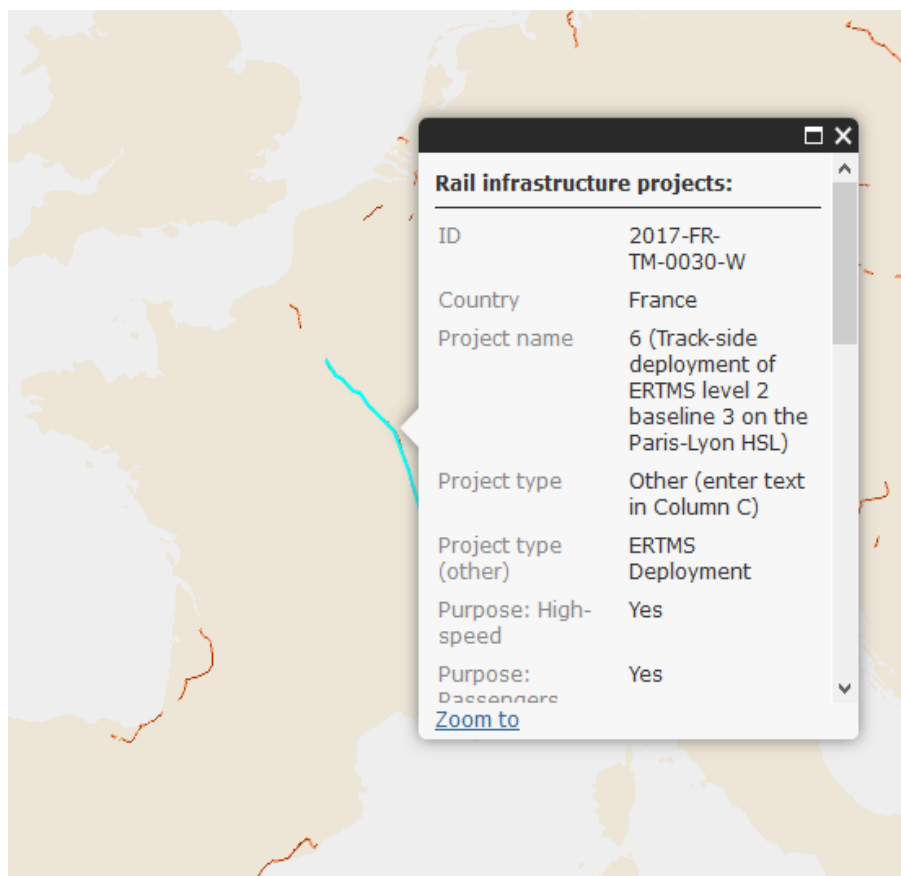 Rail infrastructure projects:
ID 2017-FR-
TM-0030-W
Country France
Project name 6 (Track-side
deployment of
ERTMS level 2
baseline 3 on the
Paris-Lyon HSL)
Project type Other (enter text
in Column C)
Project type ERTMS
(other) Deployment
Purpose: High- Yes
speed
Purpose: Yes
Passengers
Zoom to